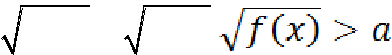 √ √ √f(x) > a